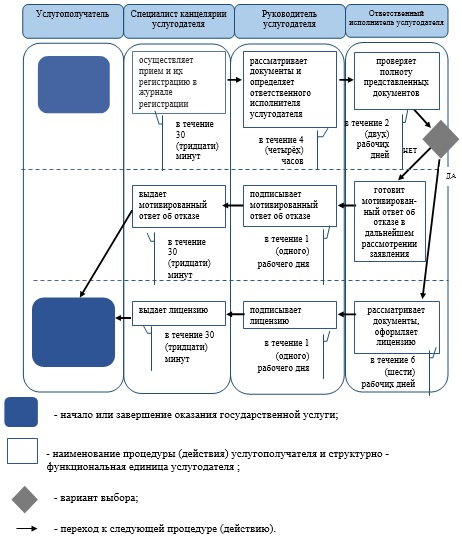 Услугополучатель
Специалист канцелярии
услугодателя
Руководитель
услугодателя
Ответственный
исполнитель услугодателя
осуществляет
прием и их
регистрацию в
журнале
регистрации
рассматривает
документы и
определяет
ответственного
исполнителя
услугодателя
проверяет
полноту
представленных
документов
в течение
30
(тридцати)
минут
в течение 4
(четырёх)
часов
в течение 2
(двух)
рабочих
дней
НЕТ
ДА
выдает
мотивированный
ответ об отказе
подписывает
мотивированный
ответ об отказе
готовит
мотивирован-
ный ответ об
отказе в
дальнейшем
рассмотрении
заявления
в течение
30
(тридцати)
минут
в течение 1
(одного)
рабочего дня
выдает лицензию
подписывает
лицензию
рассматривает
документы,
оформляет
лицензию
в течение 30
(тридцати)
минут
в течение 1
(одного)
рабочего дня
в течение 6
(шести)
рабочих дней
- начало или завершение оказания государственной услуги;
- наименование процедуры (действия) услугополучателя и структурно -
функциональная единица услугодателя ;
- вариант выбора;
- переход к следующей процедуре (действию).